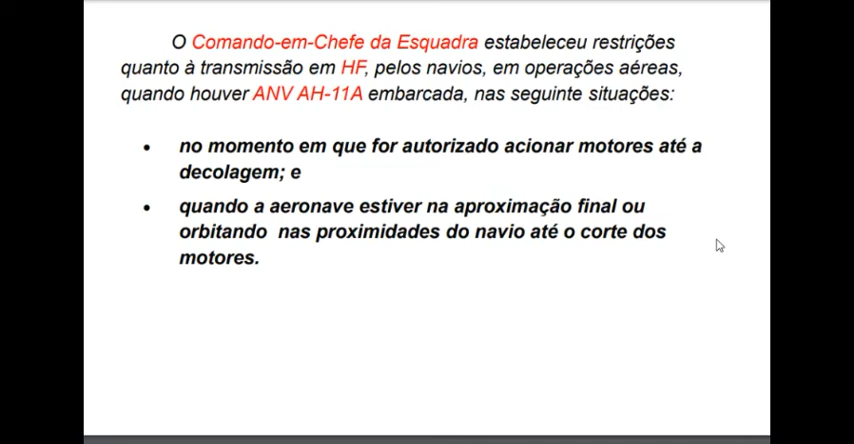 O Comando-em-Chefe da Esquadra estabeleceu restrições
quanto à transmissão em HF, pelos navios, em operações aéreas,
quando houver ANV AH-11A embarcada, nas seguinte situações:
• no momento em que for autorizado acionar motores até a
decolagem; e
• quando a aeronave estiver na aproximação final ou
orbitando nas proximidades do navio até o corte dos
motores.